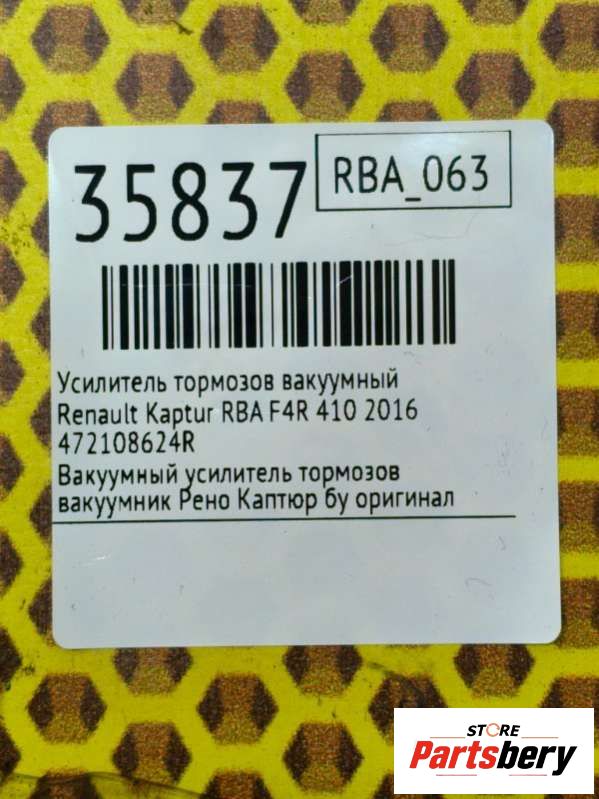 35837
RBA_063
Усилитель тормозов вакуумный
Renault Kaptur RBA F4R 410 2016
472108624R
Вакуумный усилитель тормозов
вакуумник Рено Каптюр бу оригинал
STORE
Partsbery